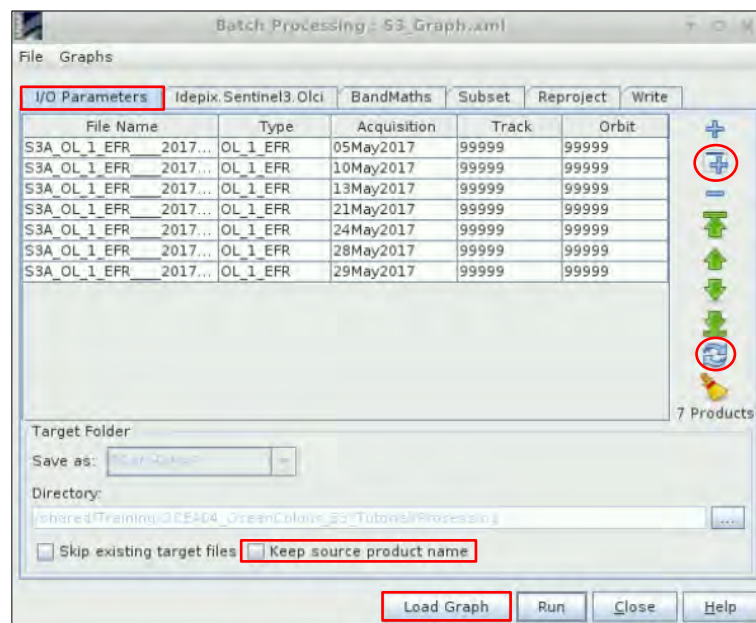 Batch Processing : S3_Graph.xml
File Graphs
I/O Parameters Idepix.Sentinel3.Olci BandMaths Subset Reproject Write
File Name Type Acquisition Track Orbit
S3A_OL_1_EFR____2017... OL_1_EFR 05May2017 99999 99999
S3A_OL_1_EFR____2017... OL_1_EFR 10May2017 99999 99999
S3A_OL_1_EFR____2017... OL_1_EFR 13May2017 99999 99999
S3A_OL_1_EFR____2017... OL_1_EFR 21May2017 99999 99999
S3A_OL_1_EFR____2017... OL_1_EFR 24May2017 99999 99999
S3A_OL_1_EFR____2017... OL_1_EFR 28May2017 99999 99999
S3A_OL_1_EFR____2017... OL_1_EFR 29May2017 99999 99999
7 Products
Target Folder
Save as:
Directory:
...
Skip existing target files Keep source product name
Load Graph Run Close Help